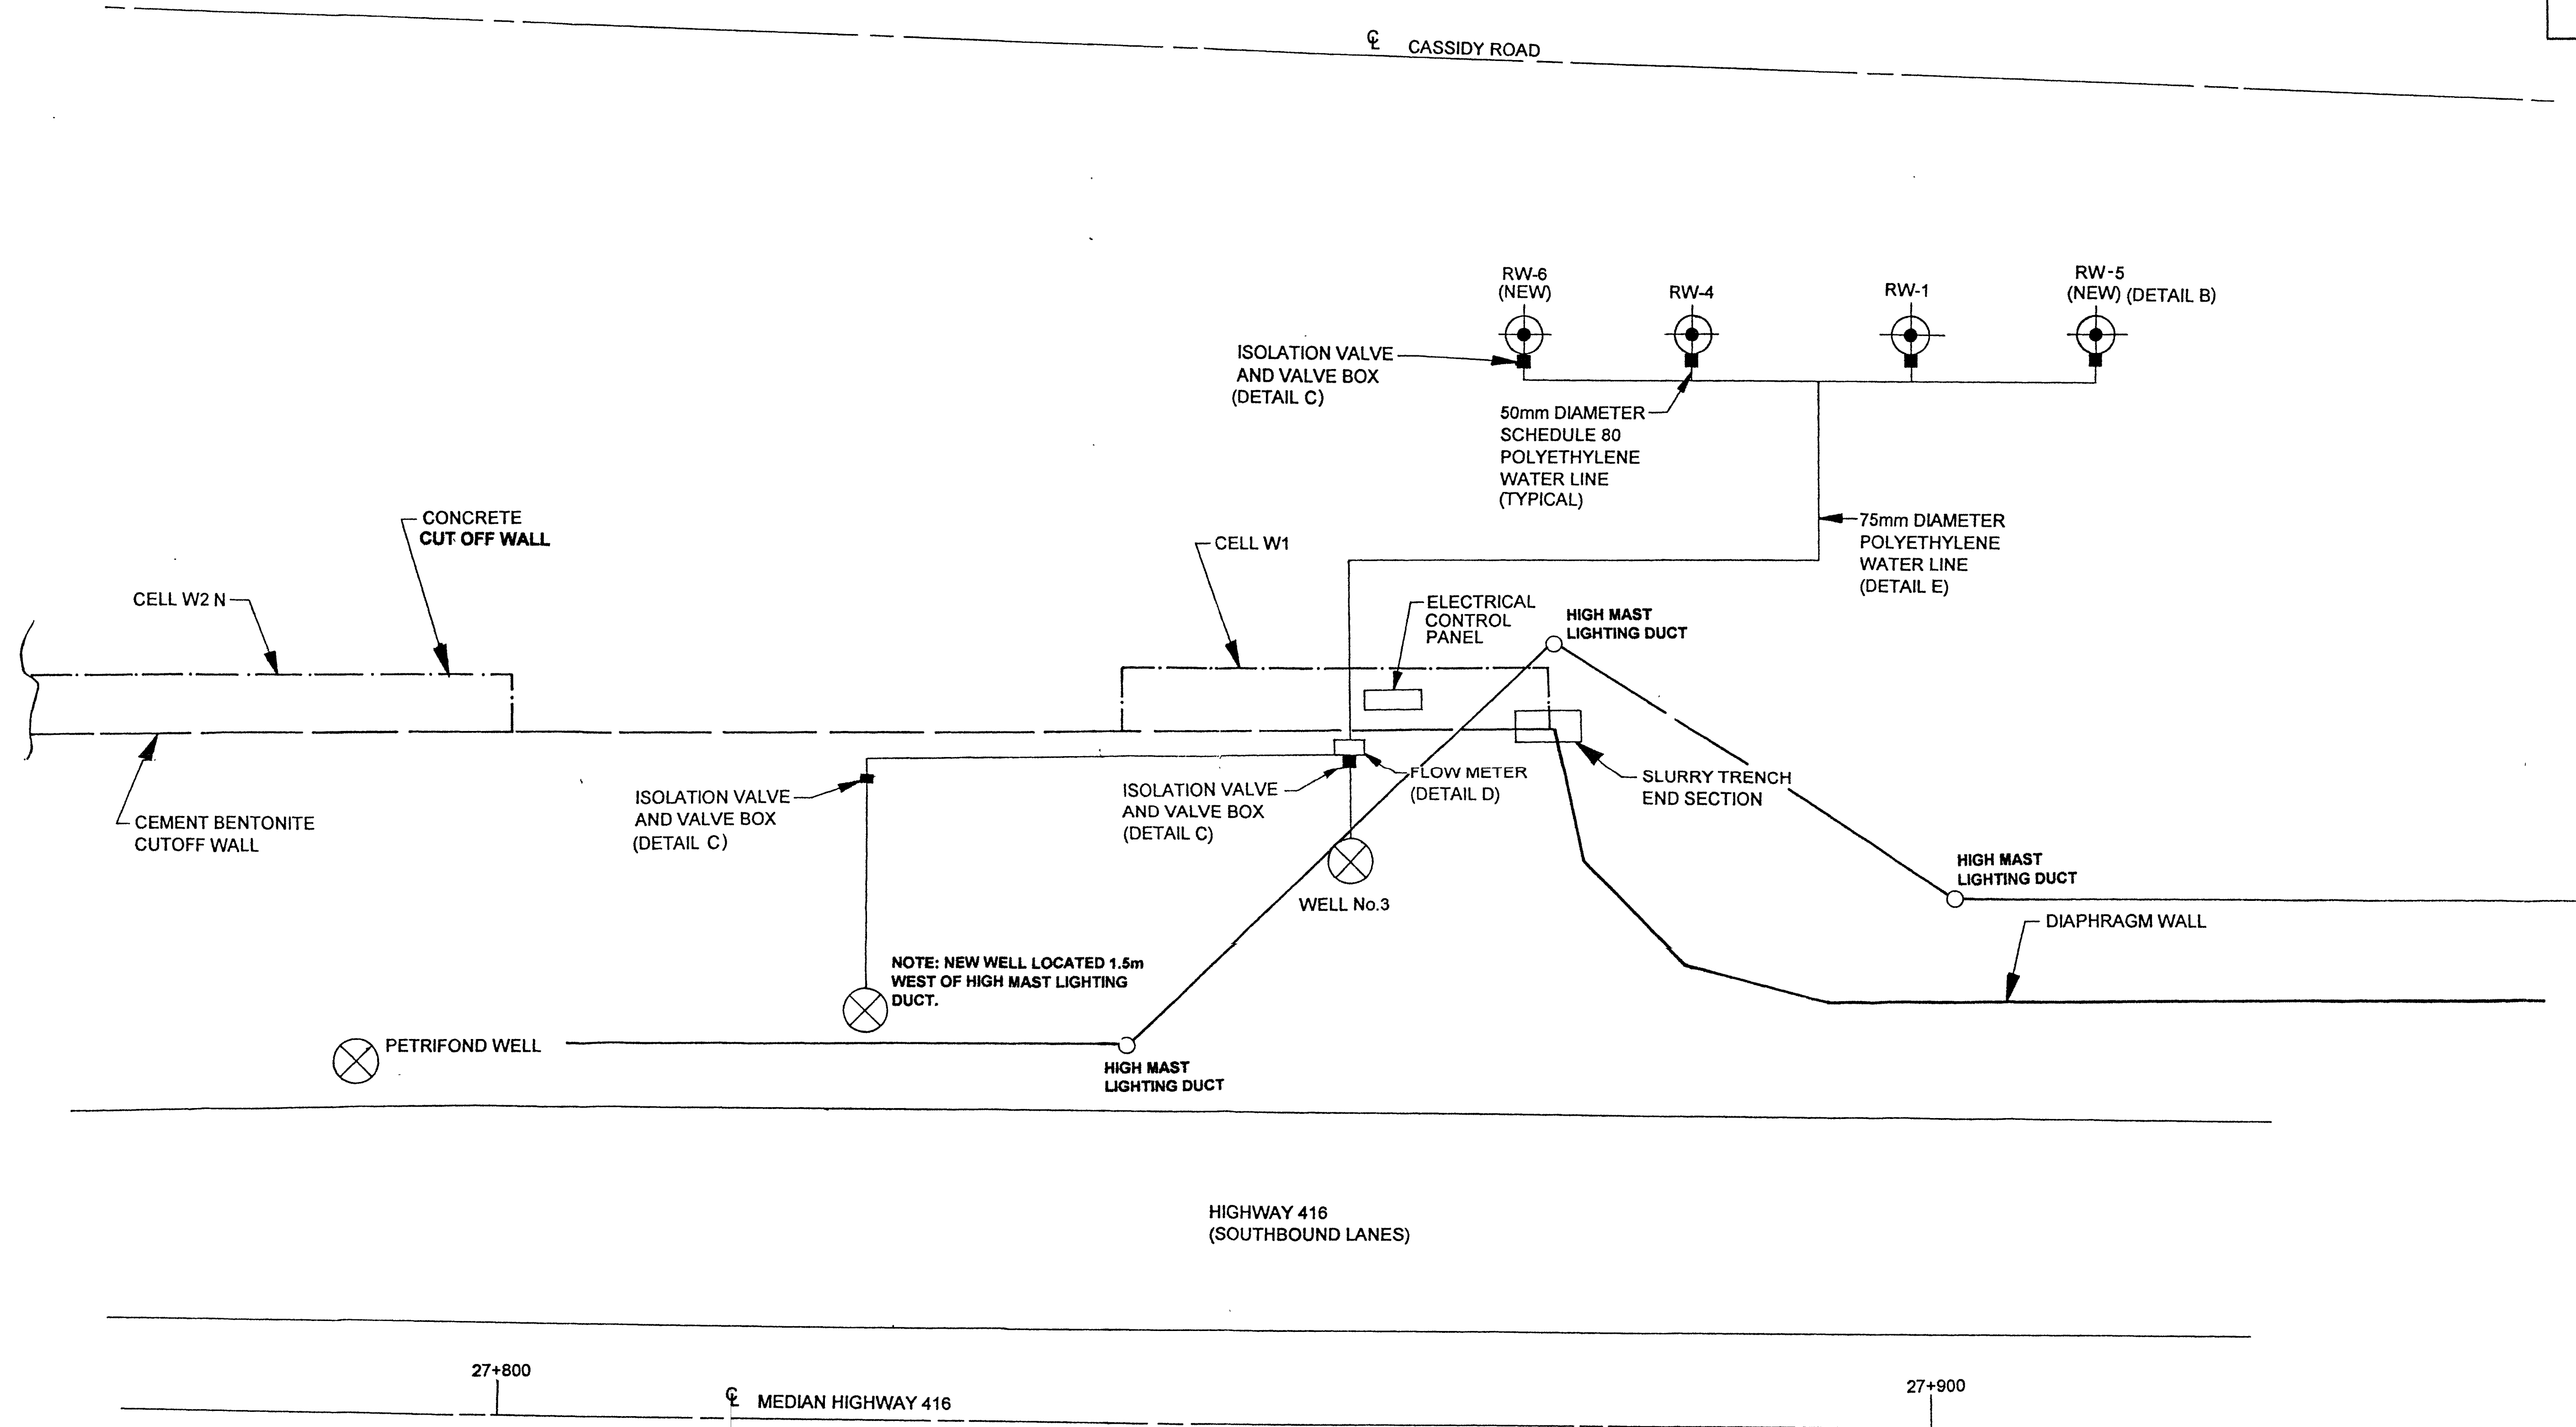 ℄ CASSIDY ROAD
RW-6
(NEW)
RW-4
RW-1
RW-5
(NEW) (DETAIL B)
ISOLATION VALVE
AND VALVE BOX
(DETAIL C)
50mm DIAMETER
SCHEDULE 80
POLYETHYLENE
WATER LINE
(TYPICAL)
CONCRETE
CUT OFF WALL
CELL W1
75mm DIAMETER
POLYETHYLENE
WATER LINE
(DETAIL E)
CELL W2 N
ELECTRICAL
CONTROL
PANEL
HIGH MAST
LIGHTING DUCT
CEMENT BENTONITE
CUTOFF WALL
ISOLATION VALVE
AND VALVE BOX
(DETAIL C)
ISOLATION VALVE
AND VALVE BOX
(DETAIL C)
FLOW METER
(DETAIL D)
SLURRY TRENCH
END SECTION
WELL No.3
HIGH MAST
LIGHTING DUCT
DIAPHRAGM WALL
NOTE: NEW WELL LOCATED 1.5m
WEST OF HIGH MAST LIGHTING
DUCT.
PETRIFOND WELL
HIGH MAST
LIGHTING DUCT
HIGHWAY 416
(SOUTHBOUND LANES)
27+800
℄ MEDIAN HIGHWAY 416
27+900